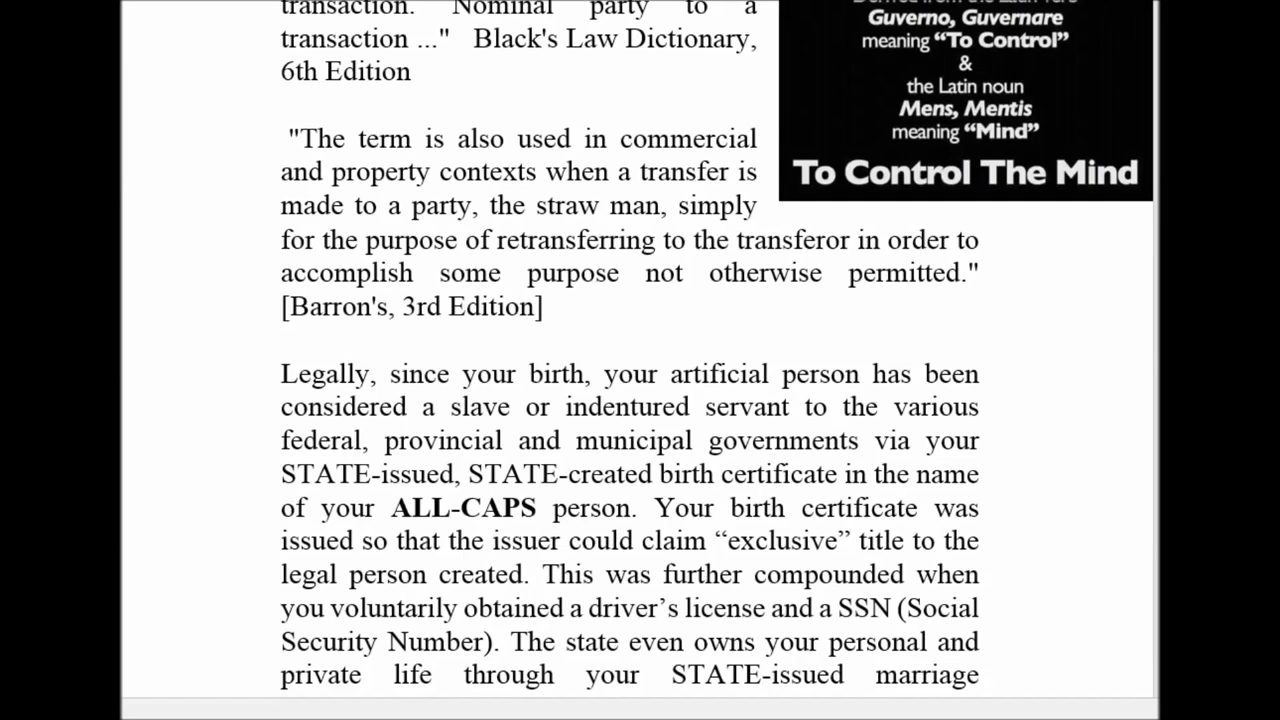 transaction. Nominal party to a
transaction ..." Black's Law Dictionary,
6th Edition
"The term is also used in commercial
and property contexts when a transfer is
made to a party, the straw man, simply
for the purpose of retransferring to the transferor in order to
accomplish some purpose not otherwise permitted."
[Barron's, 3rd Edition]
Legally, since your birth, your artificial person has been
considered a slave or indentured servant to the various
federal, provincial and municipal governments via your
STATE-issued, STATE-created birth certificate in the name
of your ALL-CAPS person. Your birth certificate was
issued so that the issuer could claim “exclusive” title to the
legal person created. This was further compounded when
you voluntarily obtained a driver’s license and a SSN (Social
Security Number). The state even owns your personal and
private life through your STATE-issued marriage
Derived from the Latin verb
Guverno, Guvernare
meaning “To Control”
&
the Latin noun
Mens, Mentis
meaning “Mind”
To Control The Mind